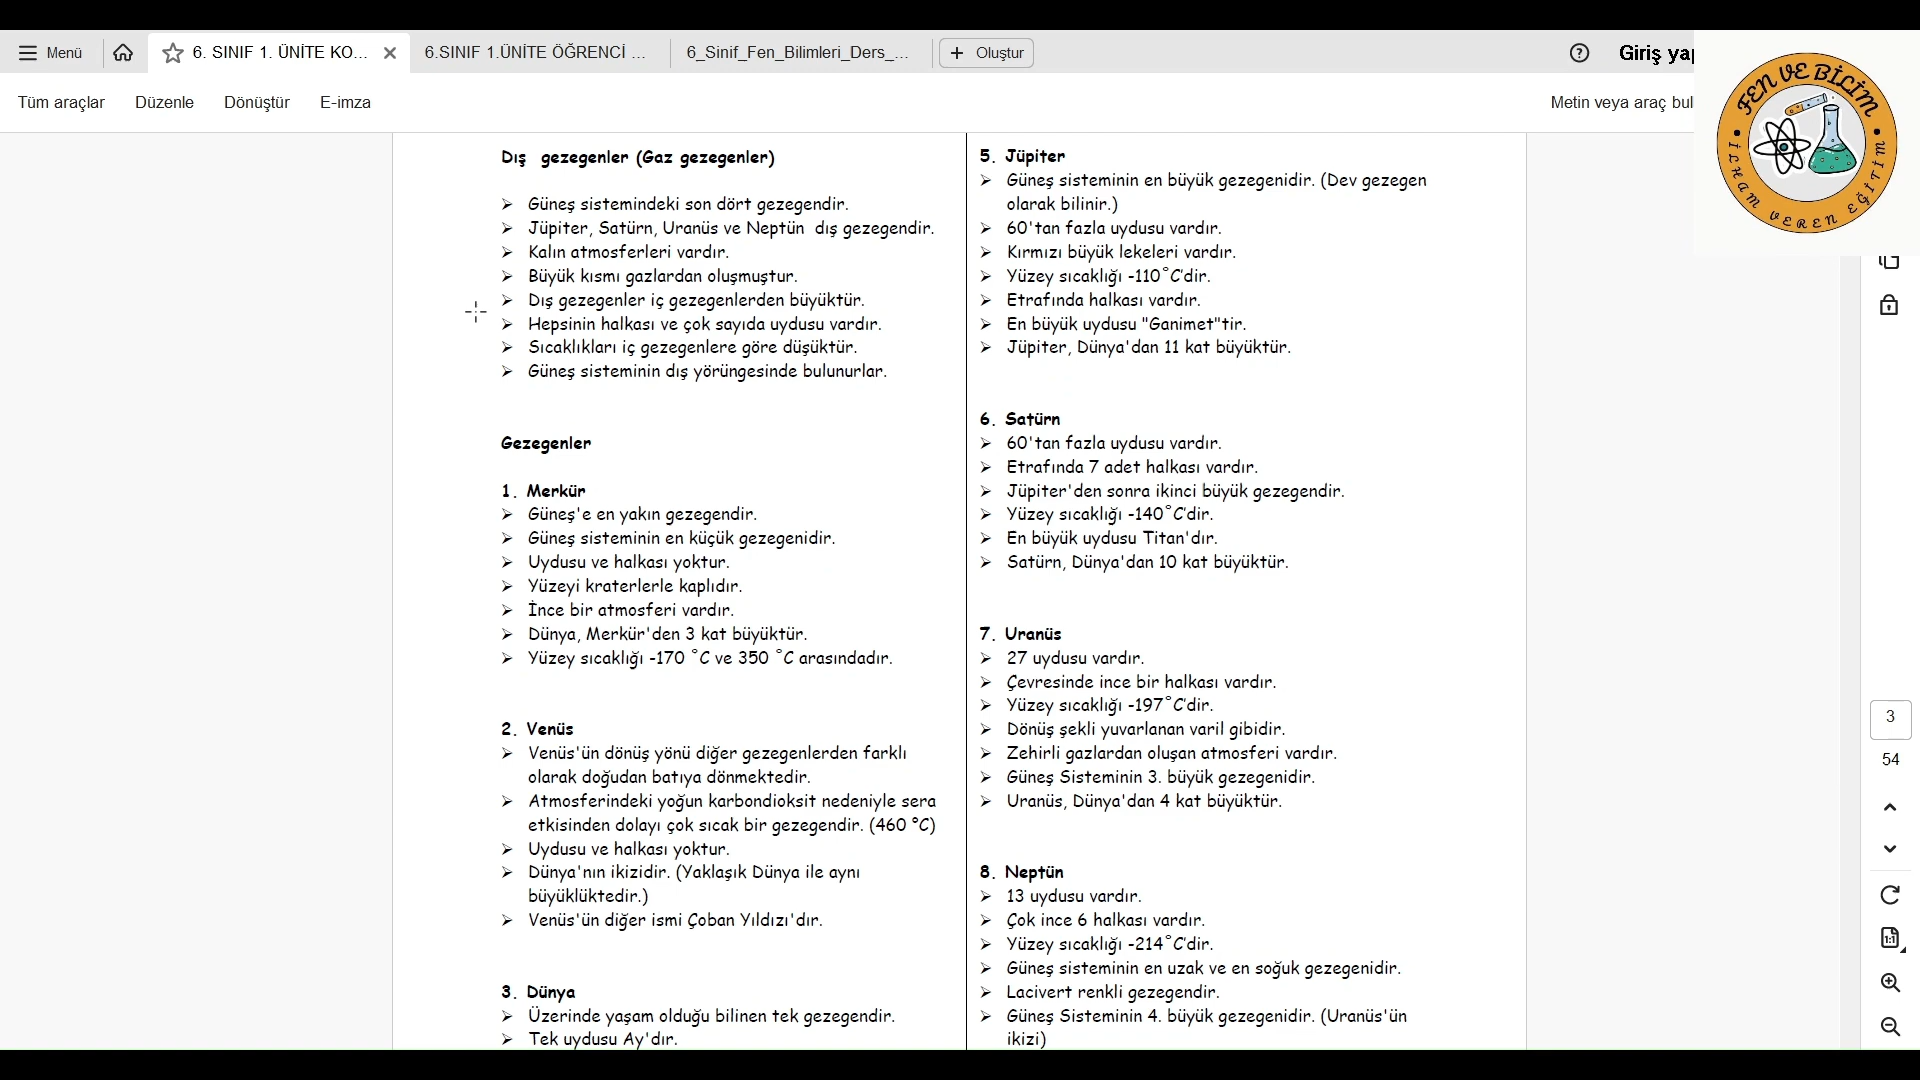 Menü
6. SINIF 1. ÜNİTE KO...
6.SINIF 1.ÜNİTE ÖĞRENCİ ...
6_Sinif_Fen_Bilimleri_Ders_...
+ Oluştur
Giriş yap
Tüm araçlar Düzenle Dönüştür E-imza
Metin veya araç bul
FEN VE BİLİM
İLHAM VEREN EĞİTİM
Dış gezegenler (Gaz gezegenler)
➢ Güneş sistemindeki son dört gezegendir.
➢ Jüpiter, Satürn, Uranüs ve Neptün dış gezegendir.
➢ Kalın atmosferleri vardır.
➢ Büyük kısmı gazlardan oluşmuştur.
➢ Dış gezegenler iç gezegenlerden büyüktür.
➢ Hepsinin halkası ve çok sayıda uydusu vardır.
➢ Sıcaklıkları iç gezegenlere göre düşüktür.
➢ Güneş sisteminin dış yörüngesinde bulunurlar.
Gezegenler
1. Merkür
➢ Güneş'e en yakın gezegendir.
➢ Güneş sisteminin en küçük gezegenidir.
➢ Uydusu ve halkası yoktur.
➢ Yüzeyi kraterlerle kaplıdır.
➢ İnce bir atmosferi vardır.
➢ Dünya, Merkür'den 3 kat büyüktür.
➢ Yüzey sıcaklığı -170 °C ve 350 °C arasındadır.
2. Venüs
➢ Venüs'ün dönüş yönü diğer gezegenlerden farklı
olarak doğudan batıya dönmektedir.
➢ Atmosferindeki yoğun karbondioksit nedeniyle sera
etkisinden dolayı çok sıcak bir gezegendir. (460 °C)
➢ Uydusu ve halkası yoktur.
➢ Dünya'nın ikizidir. (Yaklaşık Dünya ile aynı
büyüklüktedir.)
➢ Venüs'ün diğer ismi Çoban Yıldızı'dır.
3. Dünya
➢ Üzerinde yaşam olduğu bilinen tek gezegendir.
➢ Tek uydusu Ay'dır.
5. Jüpiter
➢ Güneş sisteminin en büyük gezegenidir. (Dev gezegen
olarak bilinir.)
➢ 60'tan fazla uydusu vardır.
➢ Kırmızı büyük lekeleri vardır.
➢ Yüzey sıcaklığı -110°C'dir.
➢ Etrafında halkası vardır.
➢ En büyük uydusu "Ganimet"tir.
➢ Jüpiter, Dünya'dan 11 kat büyüktür.
6. Satürn
➢ 60'tan fazla uydusu vardır.
➢ Etrafında 7 adet halkası vardır.
➢ Jüpiter'den sonra ikinci büyük gezegendir.
➢ Yüzey sıcaklığı -140°C'dir.
➢ En büyük uydusu Titan'dır.
➢ Satürn, Dünya'dan 10 kat büyüktür.
7. Uranüs
➢ 27 uydusu vardır.
➢ Çevresinde ince bir halkası vardır.
➢ Yüzey sıcaklığı -197°C'dir.
➢ Dönüş şekli yuvarlanan varil gibidir.
➢ Zehirli gazlardan oluşan atmosferi vardır.
➢ Güneş Sisteminin 3. büyük gezegenidir.
➢ Uranüs, Dünya'dan 4 kat büyüktür.
8. Neptün
➢ 13 uydusu vardır.
➢ Çok ince 6 halkası vardır.
➢ Yüzey sıcaklığı -214°C'dir.
➢ Güneş sisteminin en uzak ve en soğuk gezegenidir.
➢ Lacivert renkli gezegendir.
➢ Güneş Sisteminin 4. büyük gezegenidir. (Uranüs'ün
ikizi)
3
54
1:1